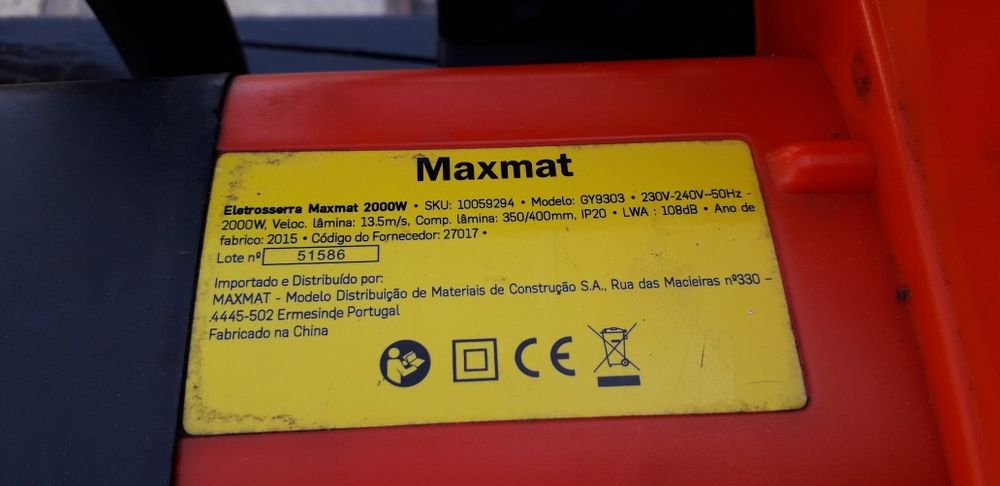 Maxmat
Eletrosserra Maxmat 2000W • SKU: 10059294 • Modelo: GY9303 • 230V-240V~50Hz -
2000W, Veloc. lâmina: 13.5m/s, Comp. lâmina: 350/400mm, IP20 • LWA : 108dB • Ano de
fabrico: 2015 • Código do Fornecedor: 27017 •
Lote nº 51586
Importado e Distribuído por:
MAXMAT - Modelo Distribuição de Materiais de Construção S.A., Rua das Macieiras nº330 –
4445-502 Ermesinde Portugal
Fabricado na China
CE